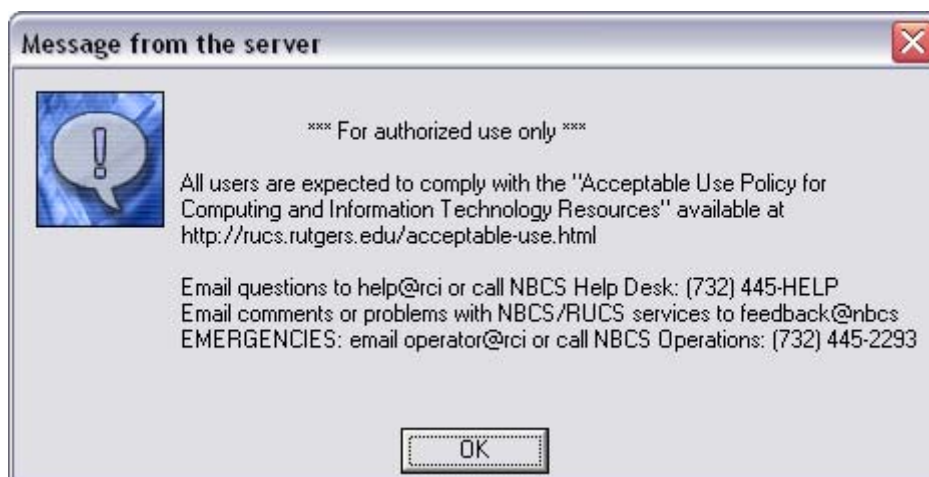 Message from the server
*** For authorized use only ***
All users are expected to comply with the "Acceptable Use Policy for
Computing and Information Technology Resources" available at
http://rucs.rutgers.edu/acceptable-use.html
Email questions to help@rci or call NBCS Help Desk: (732) 445-HELP
Email comments or problems with NBCS/RUCS services to feedback@nbcs
EMERGENCIES: email operator@rci or call NBCS Operations: (732) 445-2293
OK